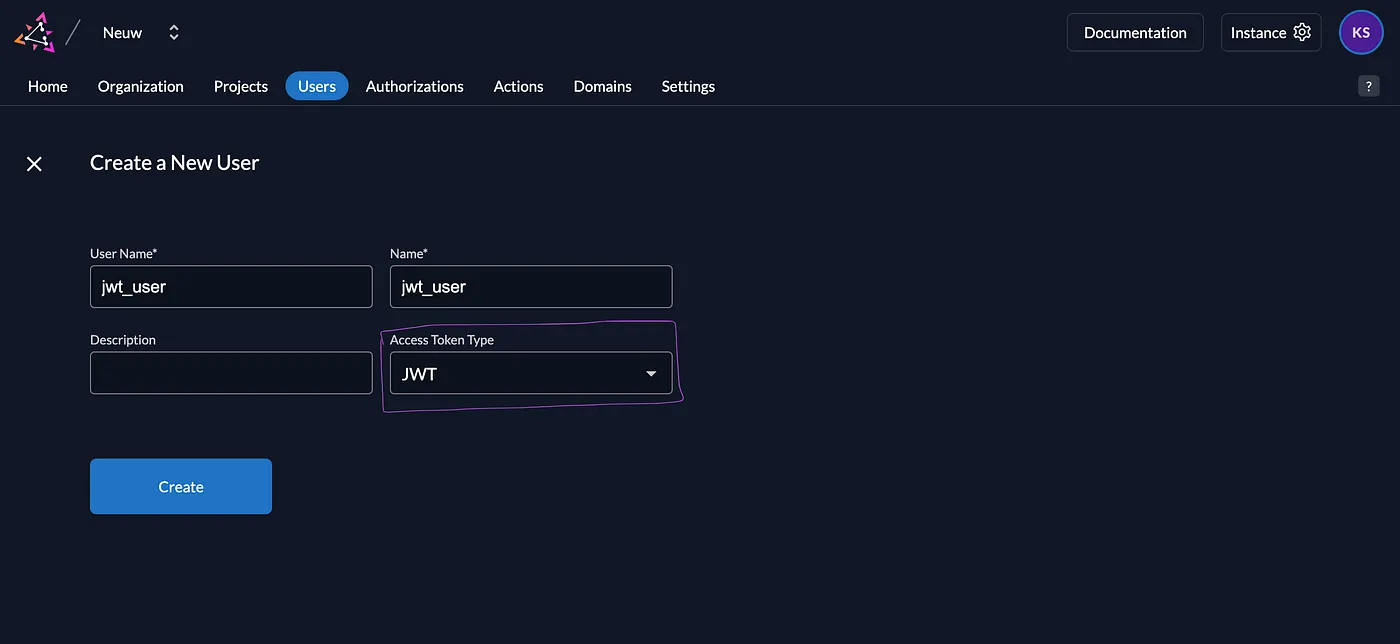 Neuw
Documentation
Instance
KS
Home Organization Projects Users Authorizations Actions Domains Settings
?
Create a New User
User Name* Name*
jwt_user jwt_user
Description Access Token Type
JWT
Create